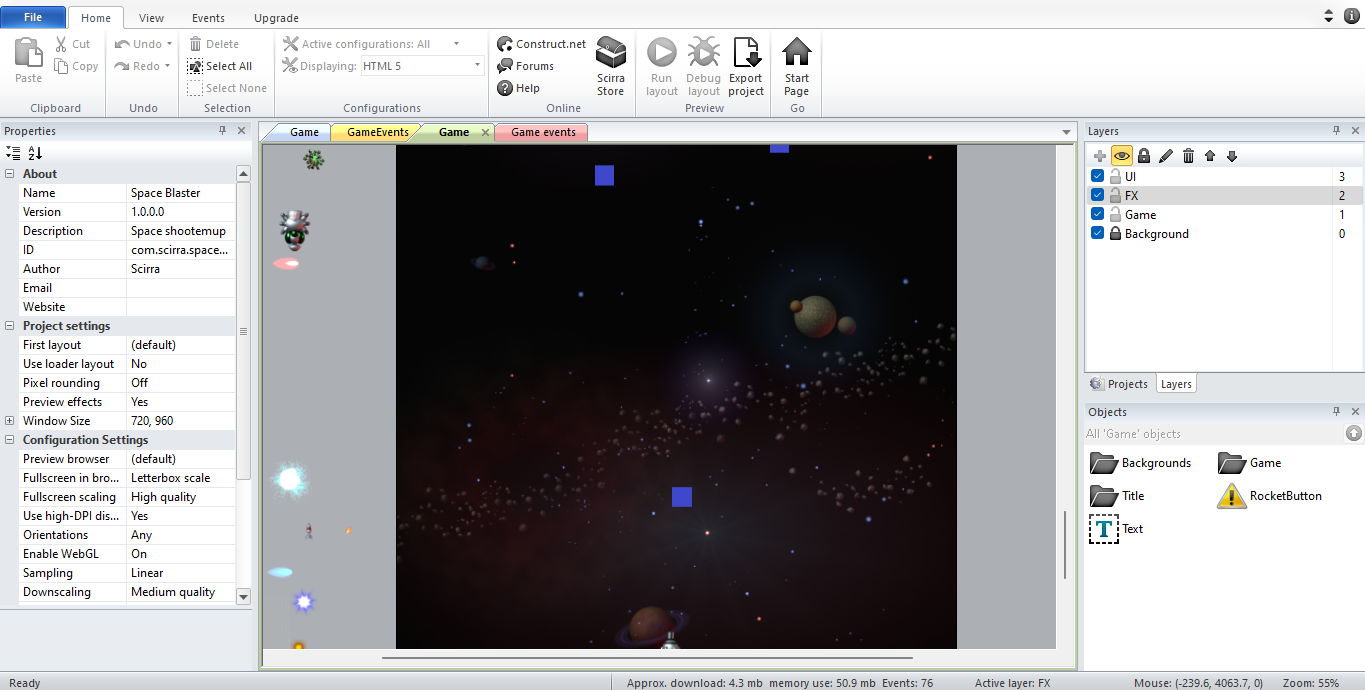 File Home View Events Upgrade
Paste Cut Copy
Clipboard
Undo Redo
Undo
Delete
Select All
Select None
Selection
Active configurations: All
Displaying: HTML 5
Configurations
Construct.net
Forums
Help
Scirra Store
Online
Run layout
Debug layout
Export project
Preview
Start Page
Go
Properties
About
Name Space Blaster
Version 1.0.0.0
Description Space shootemup
ID com.scirra.space...
Author Scirra
Email
Website
Project settings
First layout (default)
Use loader layout No
Pixel rounding Off
Preview effects Yes
Window Size 720, 960
Configuration Settings
Preview browser (default)
Fullscreen in bro... Letterbox scale
Fullscreen scaling High quality
Use high-DPI dis... Yes
Orientations Any
Enable WebGL On
Sampling Linear
Downscaling Medium quality
Game GameEvents Game Game events
Layers
UI 3
FX 2
Game 1
Background 0
Projects Layers
Objects
All 'Game' objects
Backgrounds Game
Title RocketButton
T Text
Ready Approx. download: 4.3 mb memory use: 50.9 mb Events: 76 Active layer: FX Mouse: (-239.6, 4063.7, 0) Zoom: 55%